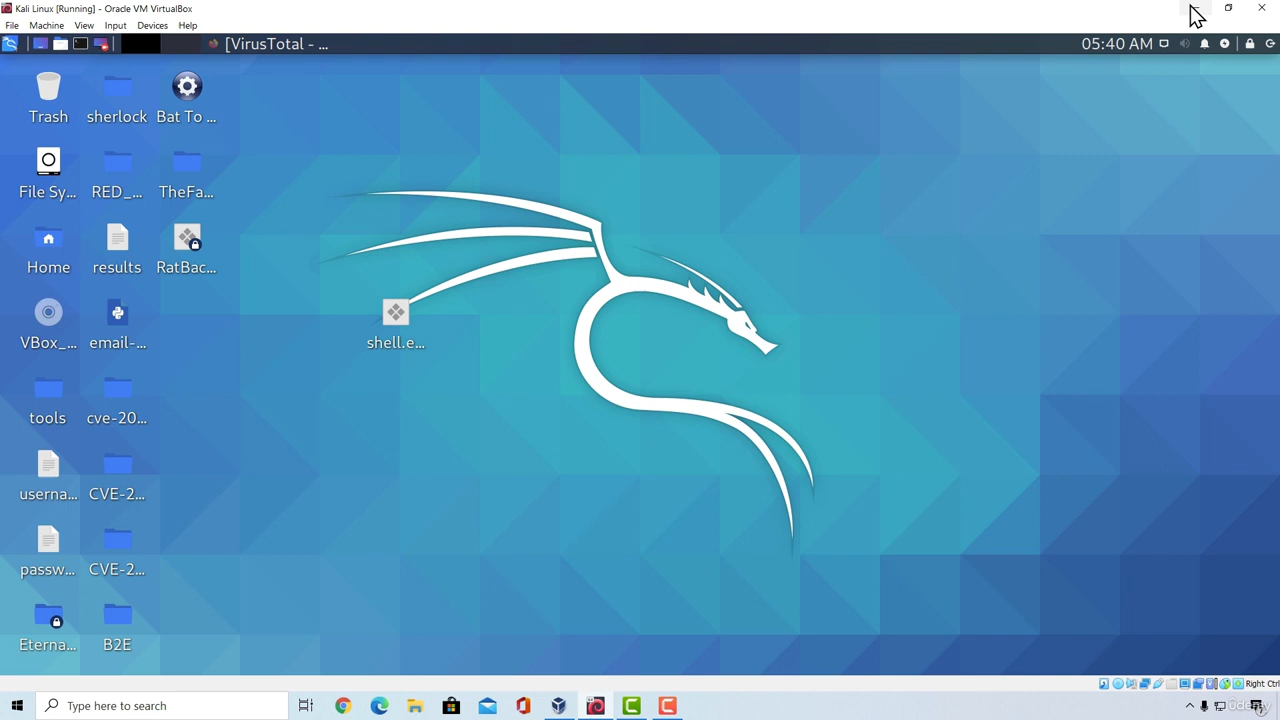 Kali Linux [Running] - Oracle VM VirtualBox
File Machine View Input Devices Help
[VirusTotal - ...
05:40 AM
Trash sherlock Bat To ...
File Sy... RED_... TheFa...
Home results RatBac...
shell.e...
VBox_... email-...
tools cve-20...
userna... CVE-2...
passw... CVE-2...
Eterna... B2E
Right Ctrl
Type here to search
Udemy